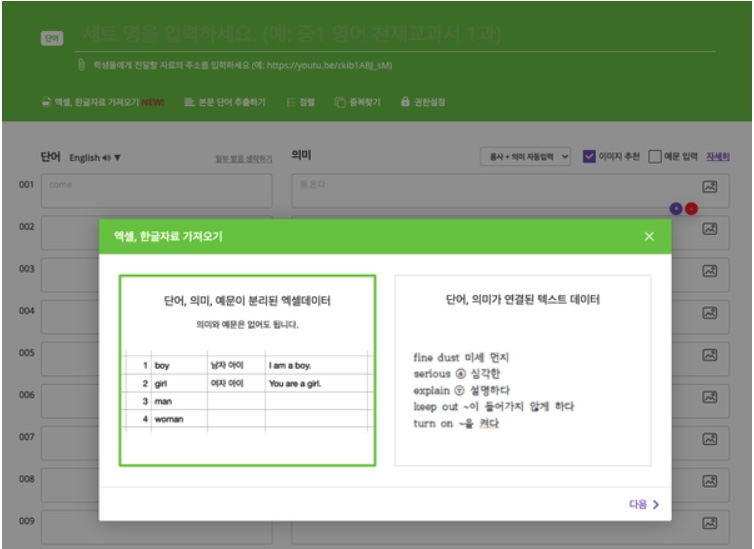 단어 세트 명을 입력하세요. (예: 중1 영어 천재교과서 1과)
학생들에게 전달할 자료의 주소를 입력하세요 (예: https://youtu.be/ckib1ABJ_sM)
엑셀, 한글자료 가져오기 NEW! 본문 단어 추출하기 정렬 중복찾기 권한설정
단어 English 일부 발음 생략하기 의미 품사 + 의미 자동입력 이미지 추천 예문 입력 자세히
001 come 동.온다
002
003
004
005
006
007
008
009
엑셀, 한글자료 가져오기
단어, 의미, 예문이 분리된 엑셀데이터
의미와 예문은 없어도 됩니다.
1 boy 남자 아이 I am a boy.
2 girl 여자 아이 You are a girl.
3 man
4 woman
단어, 의미가 연결된 텍스트 데이터
fine dust 미세 먼지
serious ⓐ 심각한
explain ⓥ 설명하다
keep out ~이 들어가지 않게 하다
turn on ~을 켜다
다음